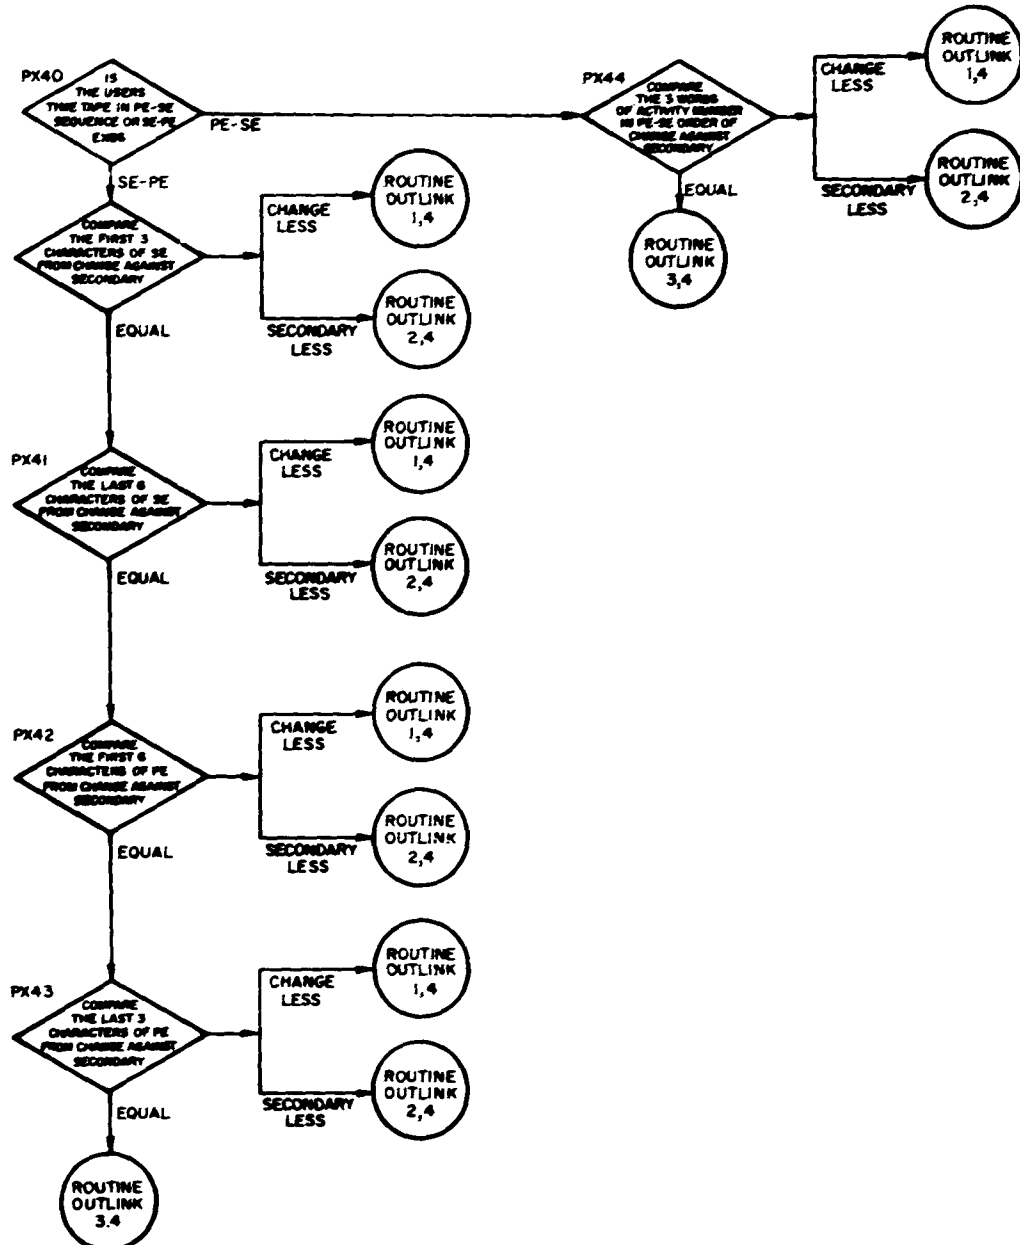 PX40
IS
THE USERS
TIME TAPE IN PE-SE
SEQUENCE OR SE-PE
EXBS
PE-SE
SE-PE
PX44
COMPARE
THE 3 WORDS
OF ACTIVITY NUMBER
IN PE-SE ORDER OF
CHANGE AGAINST
SECONDARY
CHANGE
LESS
ROUTINE
OUTLINK
1,4
SECONDARY
LESS
ROUTINE
OUTLINK
2,4
EQUAL
ROUTINE
OUTLINK
3,4
COMPARE
THE FIRST 3
CHARACTERS OF SE
FROM CHANGE AGAINST
SECONDARY
CHANGE
LESS
ROUTINE
OUTLINK
1,4
SECONDARY
LESS
ROUTINE
OUTLINK
2,4
EQUAL
PX41
COMPARE
THE LAST 6
CHARACTERS OF SE
FROM CHANGE AGAINST
SECONDARY
CHANGE
LESS
ROUTINE
OUTLINK
1,4
SECONDARY
LESS
ROUTINE
OUTLINK
2,4
EQUAL
PX42
COMPARE
THE FIRST 6
CHARACTERS OF PE
FROM CHANGE AGAINST
SECONDARY
CHANGE
LESS
ROUTINE
OUTLINK
1,4
SECONDARY
LESS
ROUTINE
OUTLINK
2,4
EQUAL
PX43
COMPARE
THE LAST 3
CHARACTERS OF PE
FROM CHANGE AGAINST
SECONDARY
CHANGE
LESS
ROUTINE
OUTLINK
1,4
SECONDARY
LESS
ROUTINE
OUTLINK
2,4
EQUAL
ROUTINE
OUTLINK
3,4